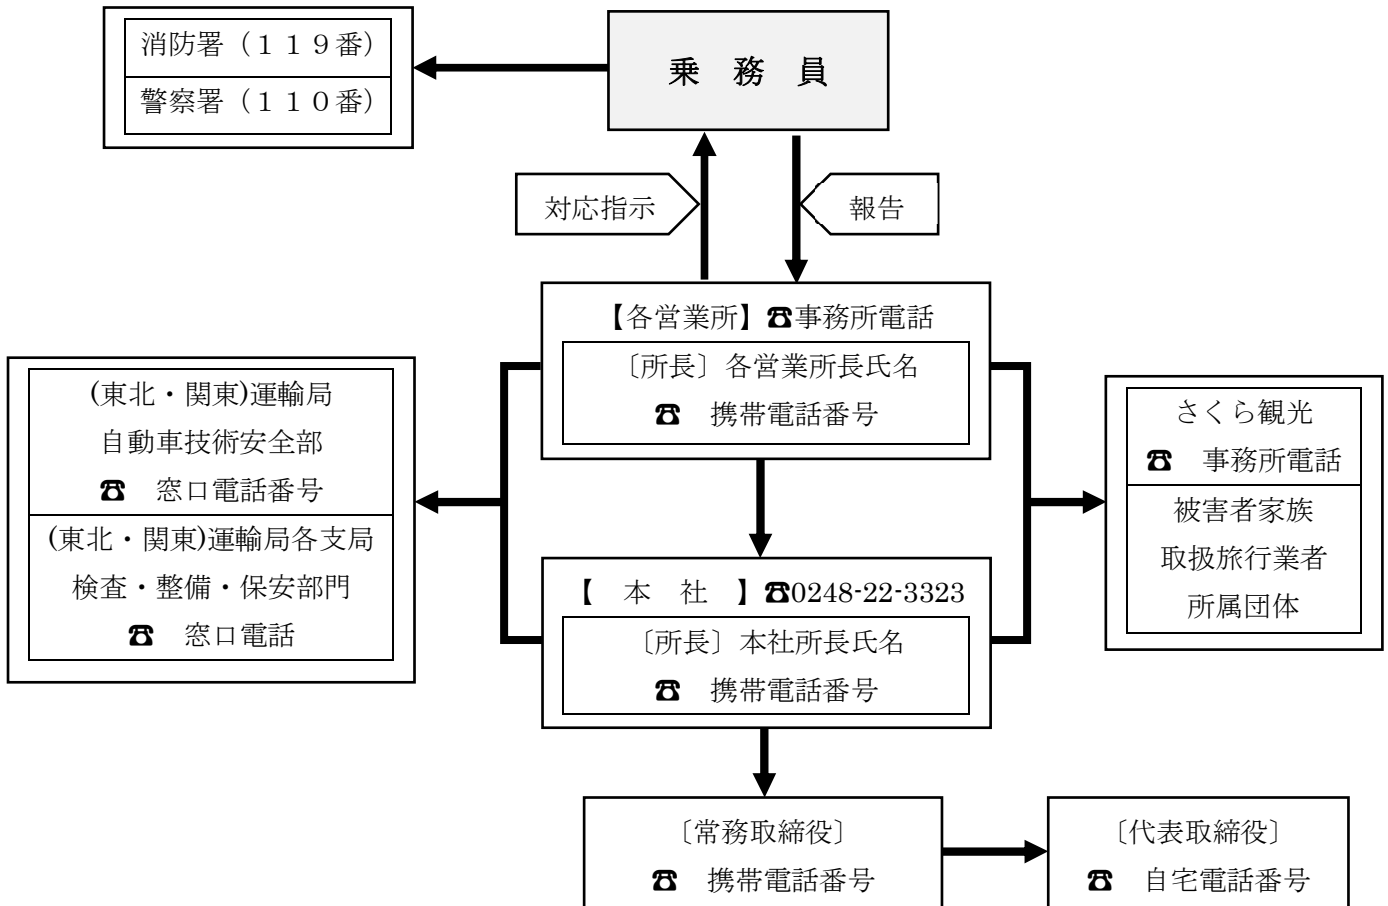 消防署（１１９番）
警察署（１１０番）
乗　務　員
対応指示
報告
【各営業所】☎事務所電話
〔所長〕各営業所長氏名
☎　携帯電話番号
(東北・関東)運輸局
自動車技術安全部
☎　窓口電話番号
(東北・関東)運輸局各支局
検査・整備・保安部門
☎　窓口電話
さくら観光
☎　事務所電話
被害者家族
取扱旅行業者
所属団体
【　本　社　】☎0248-22-3323
〔所長〕本社所長氏名
☎　携帯電話番号
〔常務取締役〕
☎　携帯電話番号
〔代表取締役〕
☎　自宅電話番号